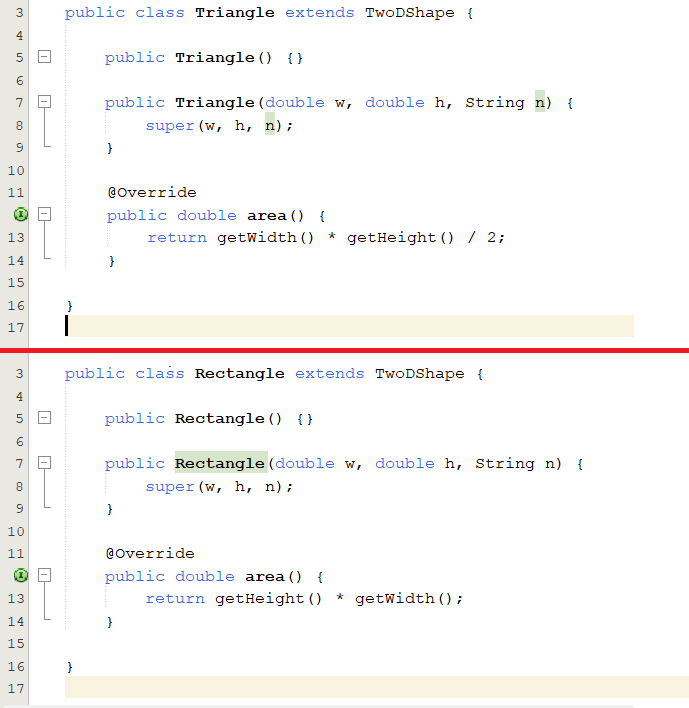 3 public class Triangle extends TwoDShape {
4
5 public Triangle() {}
6
7 public Triangle(double w, double h, String n) {
8 super(w, h, n);
9 }
10
11 @Override
public double area() {
13 return getWidth() * getHeight() / 2;
14 }
15
16 }
17
3 public class Rectangle extends TwoDShape {
4
5 public Rectangle() {}
6
7 public Rectangle(double w, double h, String n) {
8 super(w, h, n);
9 }
10
11 @Override
public double area() {
13 return getHeight() * getWidth();
14 }
15
16 }
17